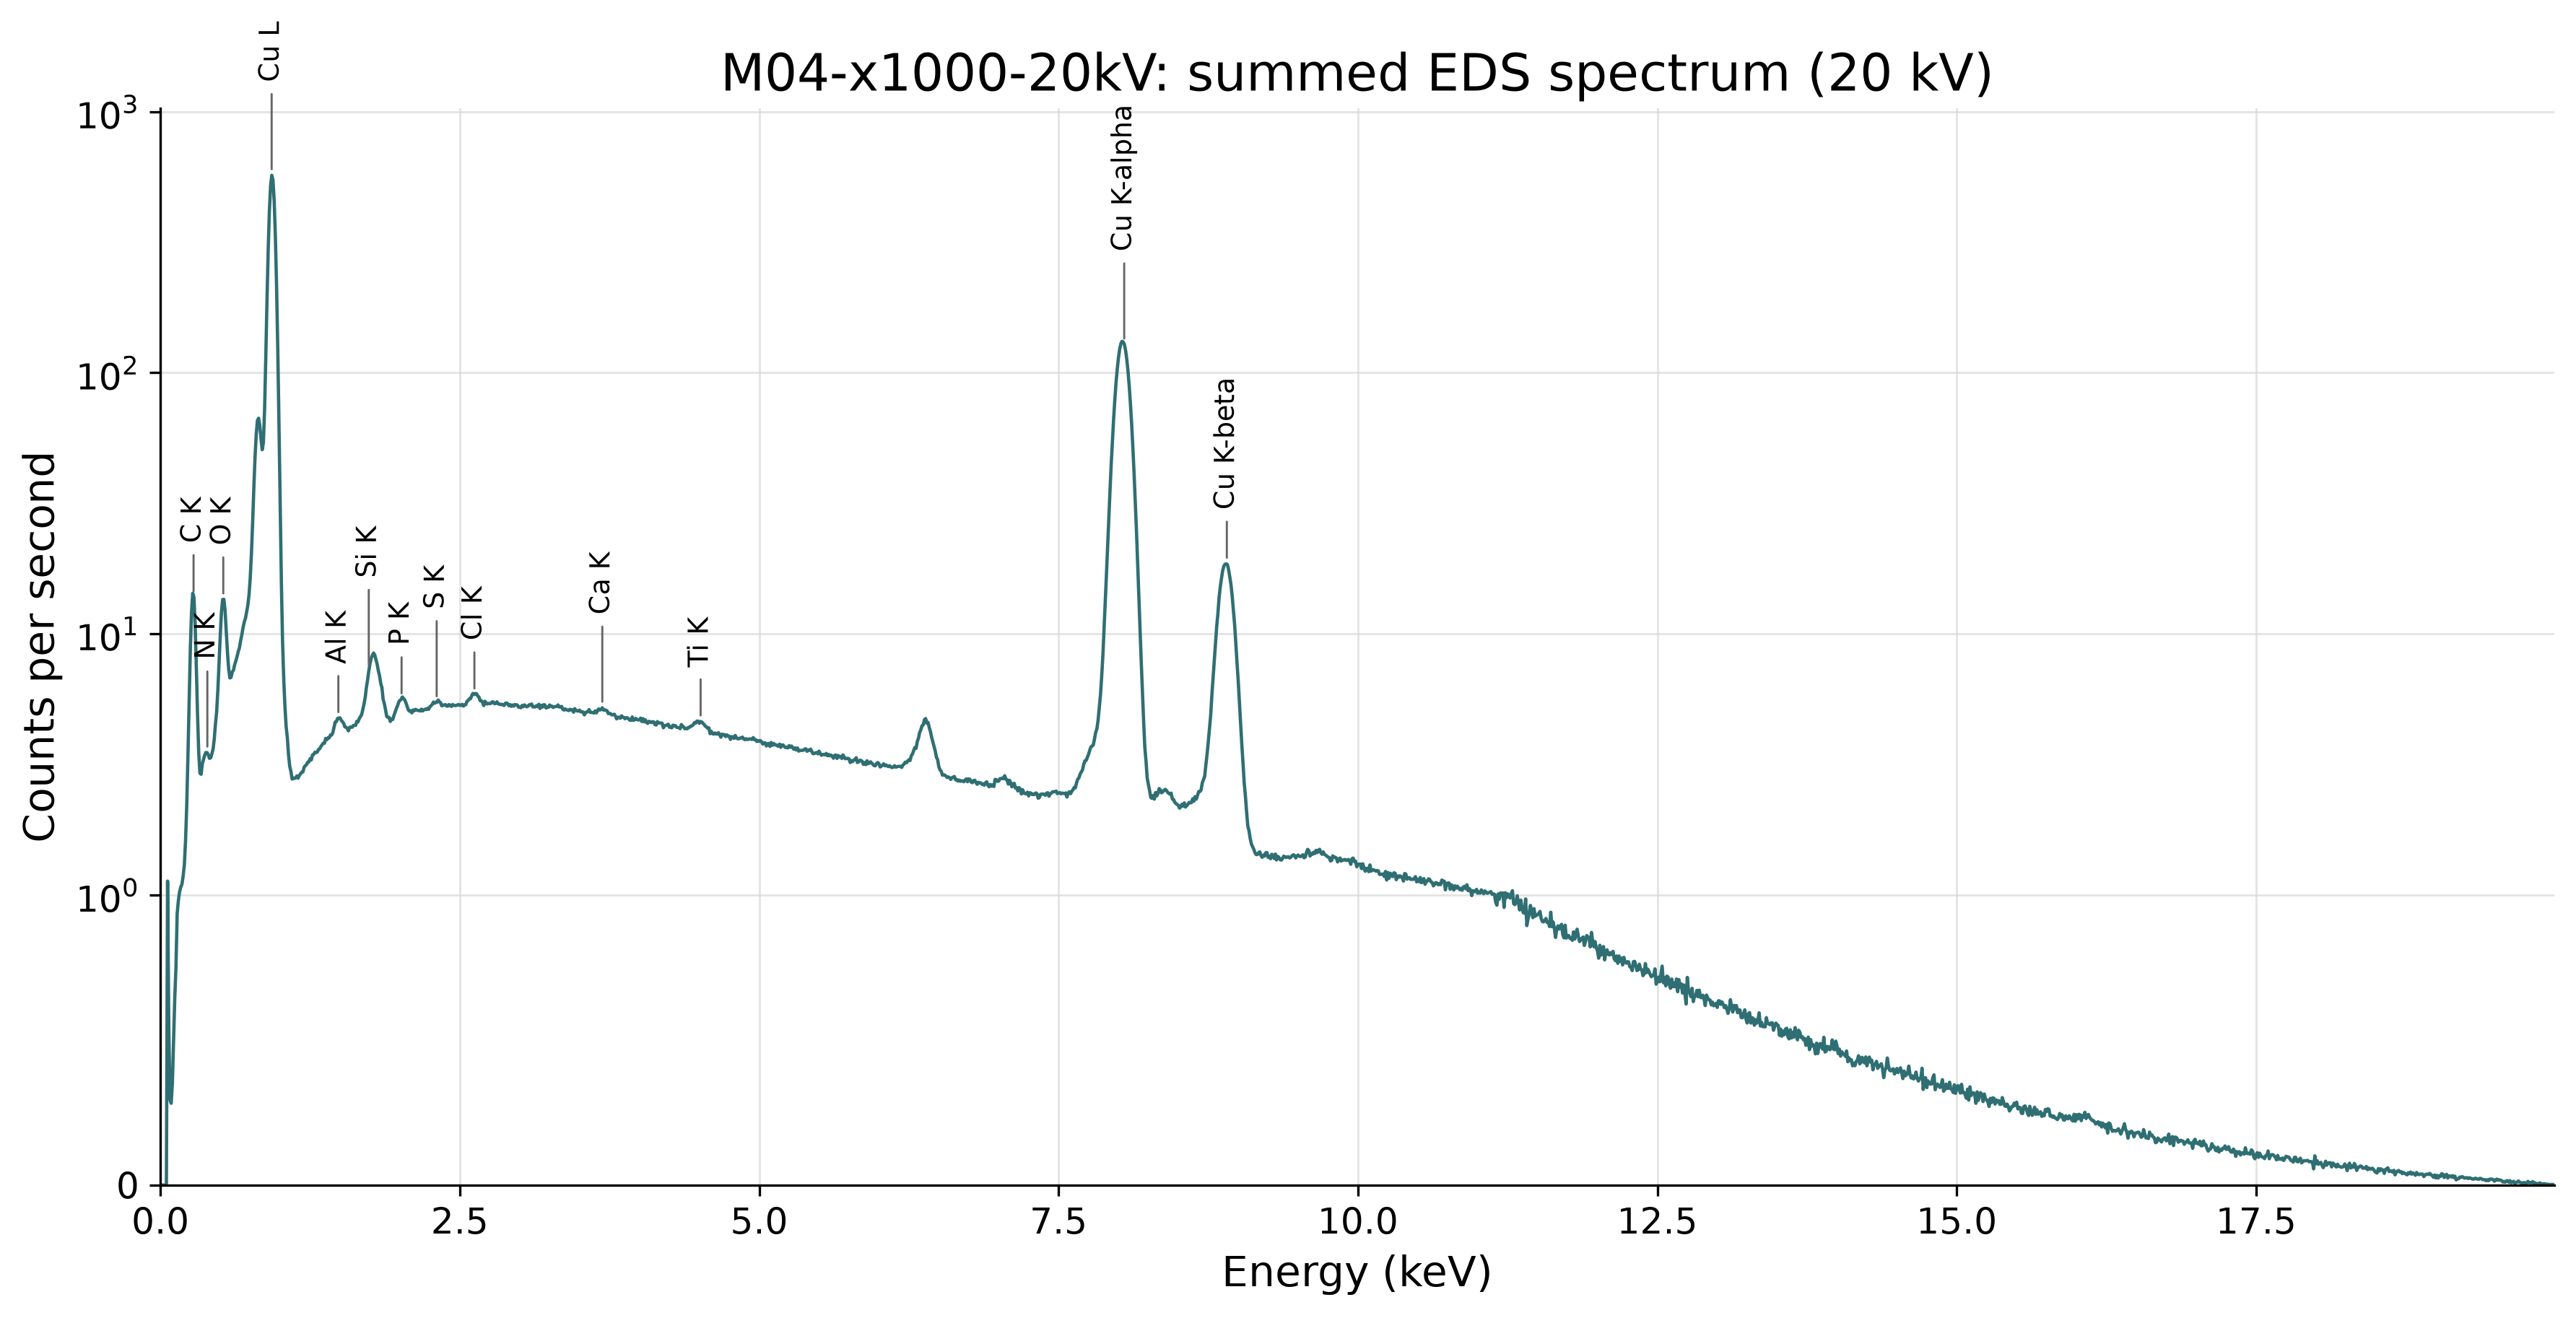 M04-x1000-20kV: summed EDS spectrum (20 kV)
Cu L
Cu K-alpha
Cu K-beta
C K
N K
O K
Al K
Si K
P K
S K
Cl K
Ca K
Ti K
Counts per second
10³
10²
10¹
10⁰
0
0.0 2.5 5.0 7.5 10.0 12.5 15.0 17.5
Energy (keV)